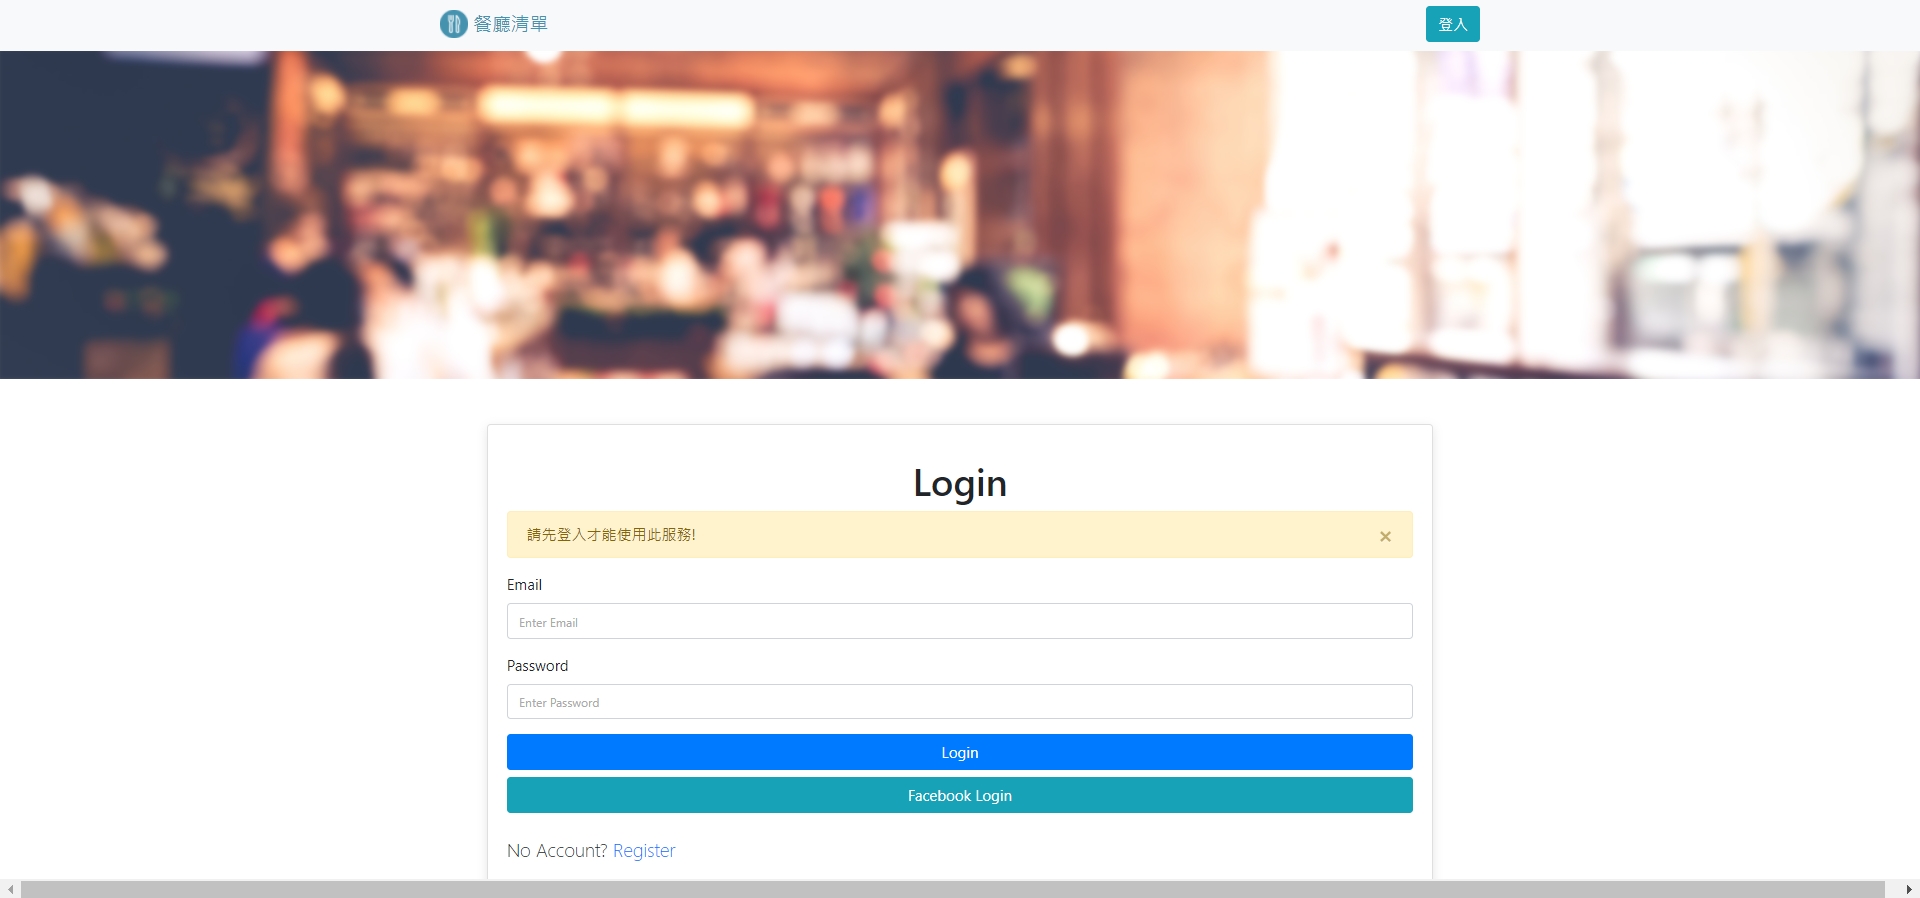 餐廳清單
登入
Login
請先登入才能使用此服務!
×
Email
Enter Email
Password
Enter Password
Login
Facebook Login
No Account? Register